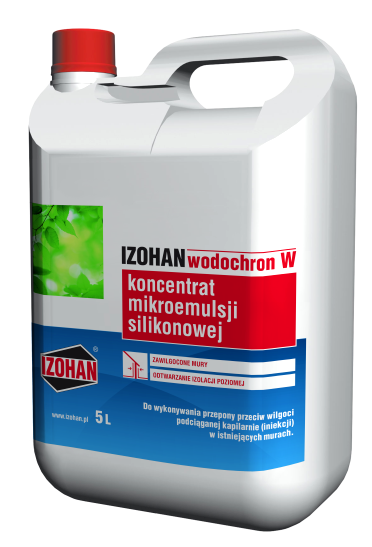 IZOHAN wodochron W
koncentrat
mikroemulsji
silikonowej
ZAWILGOCONE MURY
ODTWARZANIE IZOLACJI POZIOMEJ
IZOHAN
®
www.izohan.pl
5 L
Do wykonywania przepony przeciw wilgoci
podciąganej kapilarnie (iniekcji)
w istniejących murach.